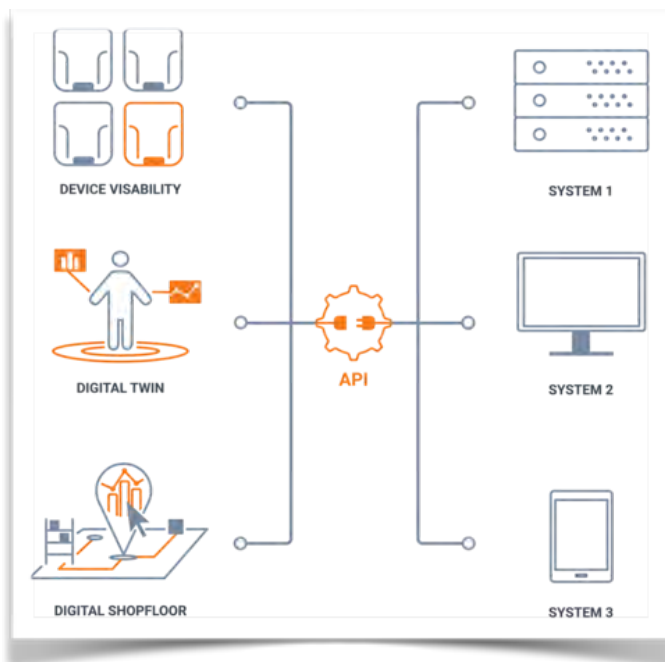 DEVICE VISABILITY
SYSTEM 1
DIGITAL TWIN
API
SYSTEM 2
DIGITAL SHOPFLOOR
SYSTEM 3